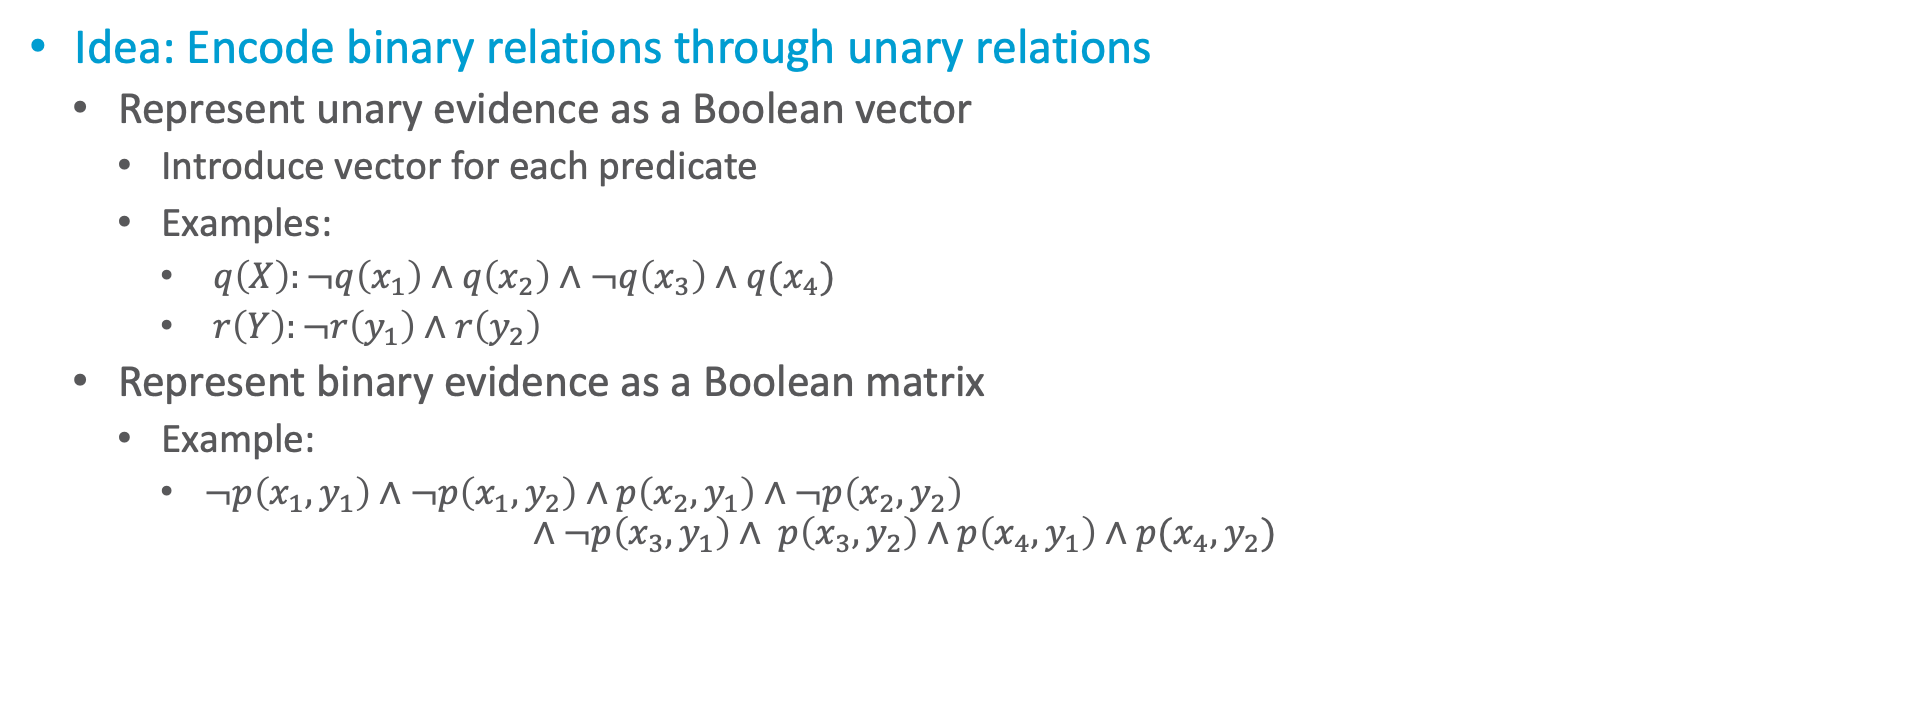 • Idea: Encode binary relations through unary relations
• Represent unary evidence as a Boolean vector
• Introduce vector for each predicate
• Examples:
• q(X): ¬q(x₁) ∧ q(x₂) ∧ ¬q(x₃) ∧ q(x₄)
• r(Y): ¬r(y₁) ∧ r(y₂)
• Represent binary evidence as a Boolean matrix
• Example:
• ¬p(x₁, y₁) ∧ ¬p(x₁, y₂) ∧ p(x₂, y₁) ∧ ¬p(x₂, y₂)
∧ ¬p(x₃, y₁) ∧ p(x₃, y₂) ∧ p(x₄, y₁) ∧ p(x₄, y₂)